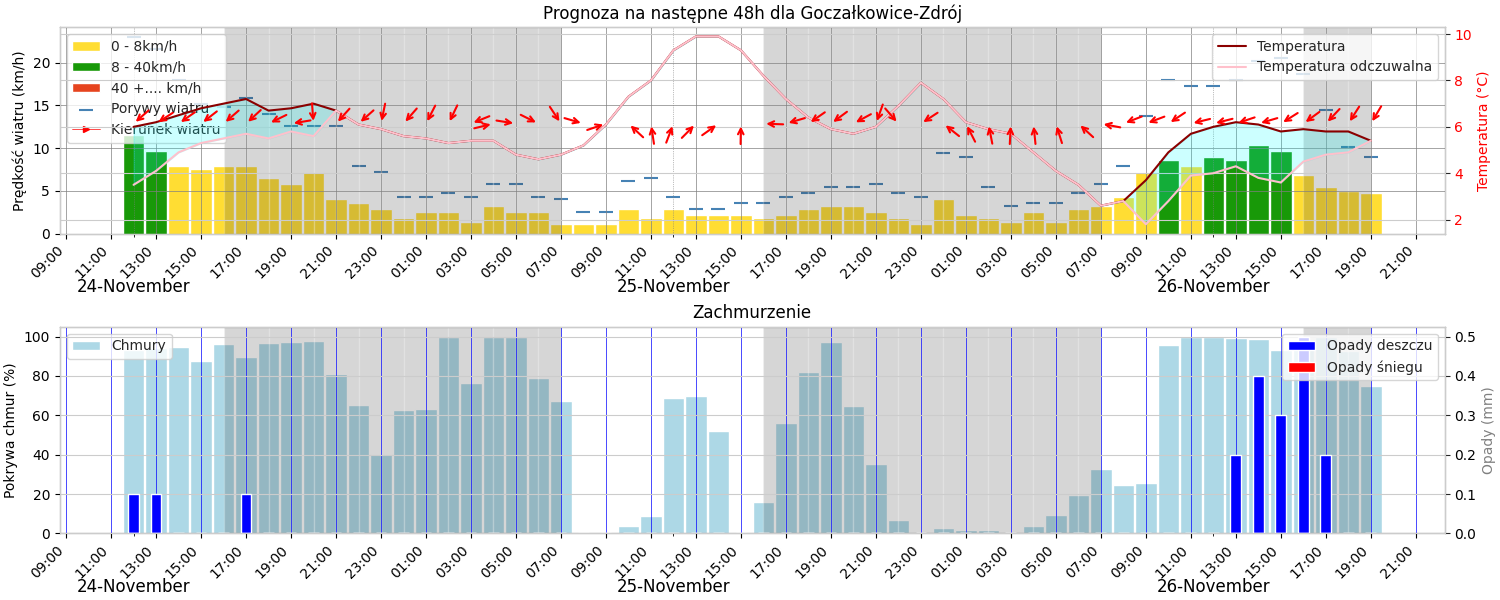 Prognoza na następne 48h dla Goczałkowice-Zdrój
Prędkość wiatru (km/h)
20
15
10
5
0
0 - 8km/h
8 - 40km/h
40 +.... km/h
Porywy wiatru
Kierunek wiatru
Temperatura
Temperatura odczuwalna
10
8
6
4
2
Temperatura (°C)
09:00 11:00 13:00 15:00 17:00 19:00 21:00 23:00 01:00 03:00 05:00 07:00 09:00 11:00 13:00 15:00 17:00 19:00 21:00 23:00 01:00 03:00 05:00 07:00 09:00 11:00 13:00 15:00 17:00 19:00 21:00
24-November 25-November 26-November
Zachmurzenie
Pokrywa chmur (%)
100
80
60
40
20
0
Chmury
Opady deszczu
Opady śniegu
0.5
0.4
0.3
0.2
0.1
0.0
Opady (mm)
09:00 11:00 13:00 15:00 17:00 19:00 21:00 23:00 01:00 03:00 05:00 07:00 09:00 11:00 13:00 15:00 17:00 19:00 21:00 23:00 01:00 03:00 05:00 07:00 09:00 11:00 13:00 15:00 17:00 19:00 21:00
24-November 25-November 26-November